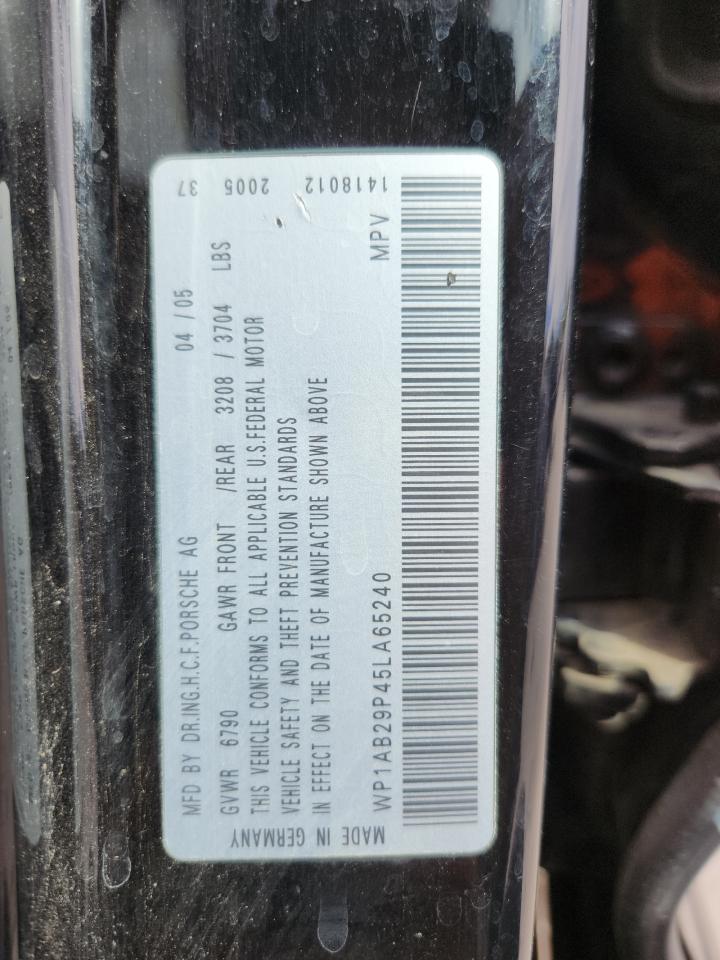 MFD BY DR.ING.H.C.F.PORSCHE AG 04 / 05 37
GVWR 6790 GAWR FRONT /REAR 3208 / 3704 LBS
THIS VEHICLE CONFORMS TO ALL APPLICABLE U.S.FEDERAL MOTOR
VEHICLE SAFETY AND THEFT PREVENTION STANDARDS
IN EFFECT ON THE DATE OF MANUFACTURE SHOWN ABOVE
WP1AB29P45LA65240 MPV
MADE IN GERMANY
2005
1418012